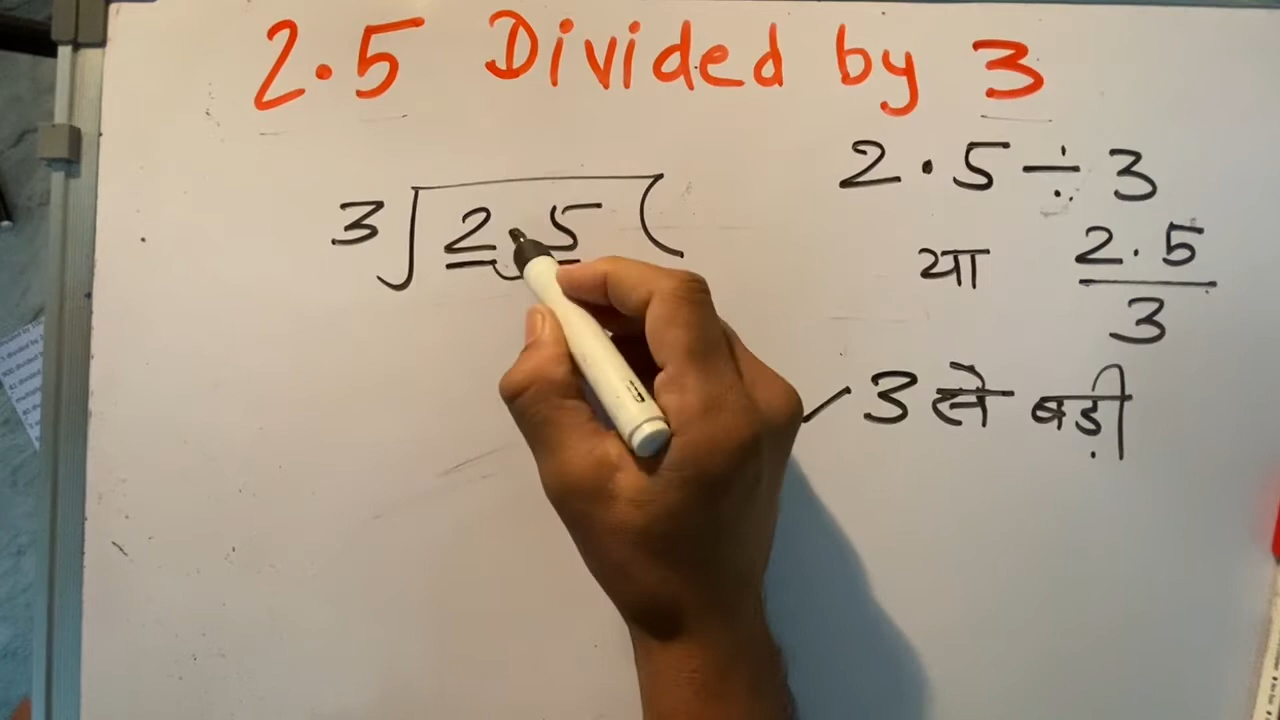 2.5 Divided by 3
2.5 ÷ 3
3 2.5
या 2.5
3
3 से बड़ी